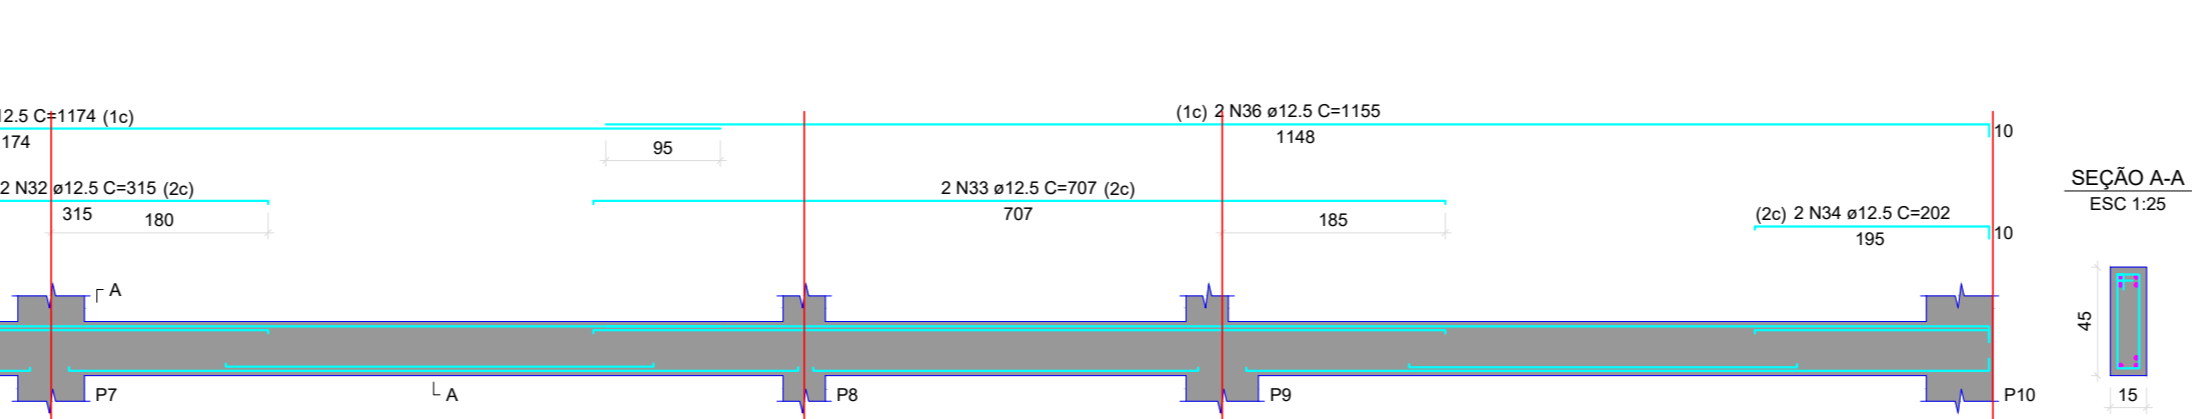 12.5 C=1174 (1c)
174
95
(1c) 2 N36 ø12.5 C=1155
1148
10
2 N32 ø12.5 C=315 (2c)
315
180
2 N33 ø12.5 C=707 (2c)
707
185
(2c) 2 N34 ø12.5 C=202
195
10
SEÇÃO A-A
ESC 1:25
A
45
P7
A
P8
P9
P10
15